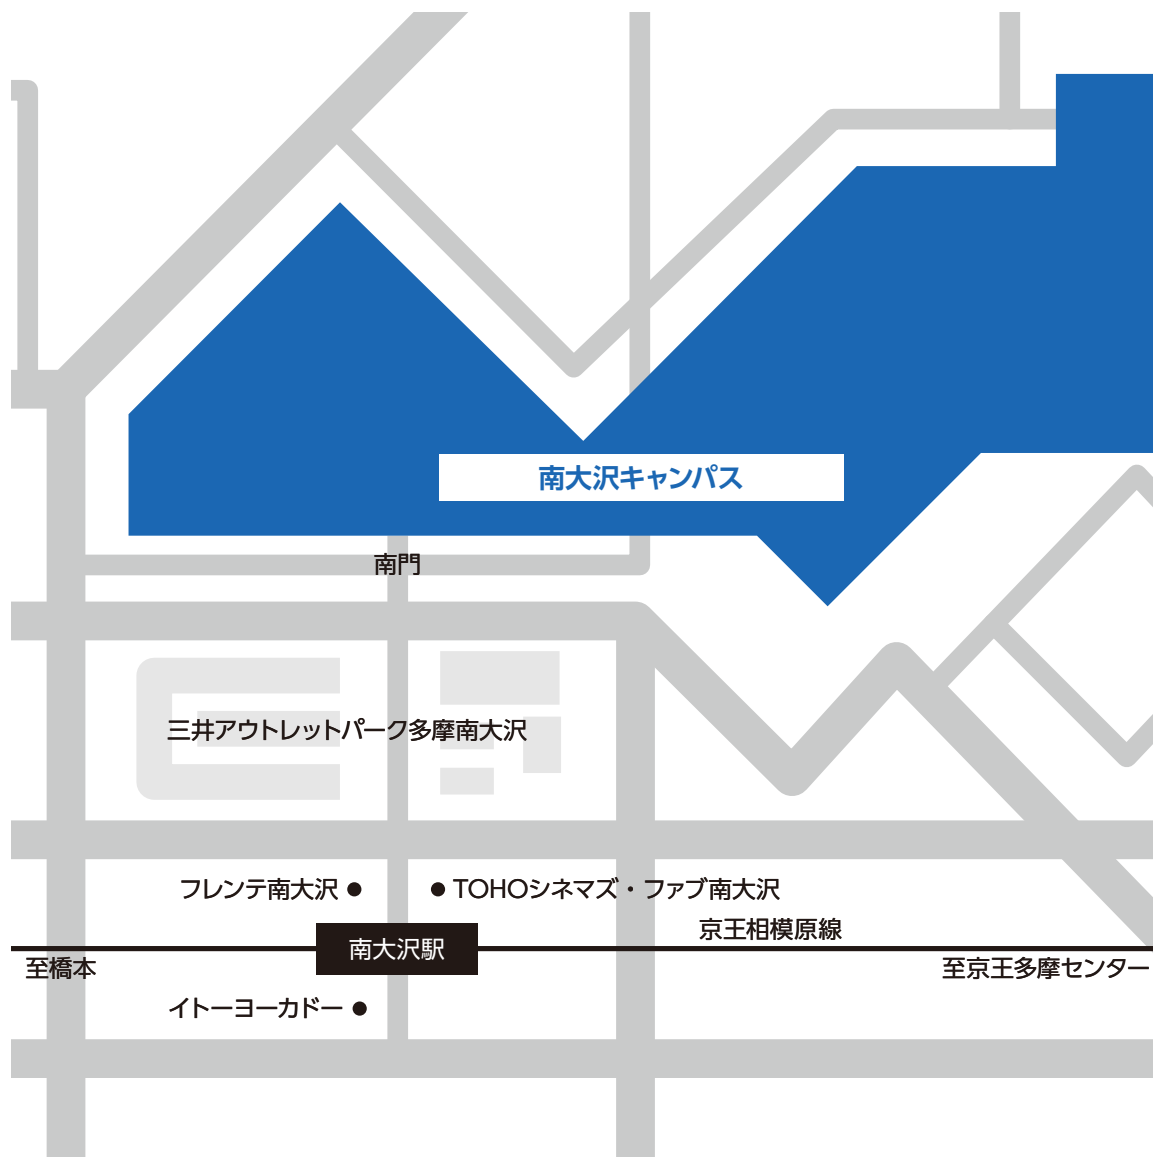 南大沢キャンパス
南門
三井アウトレットパーク多摩南大沢
フレンテ南大沢 ●
● TOHOシネマズ・ファブ南大沢
京王相模原線
南大沢駅
至橋本
至京王多摩センター
イトーヨーカドー ●